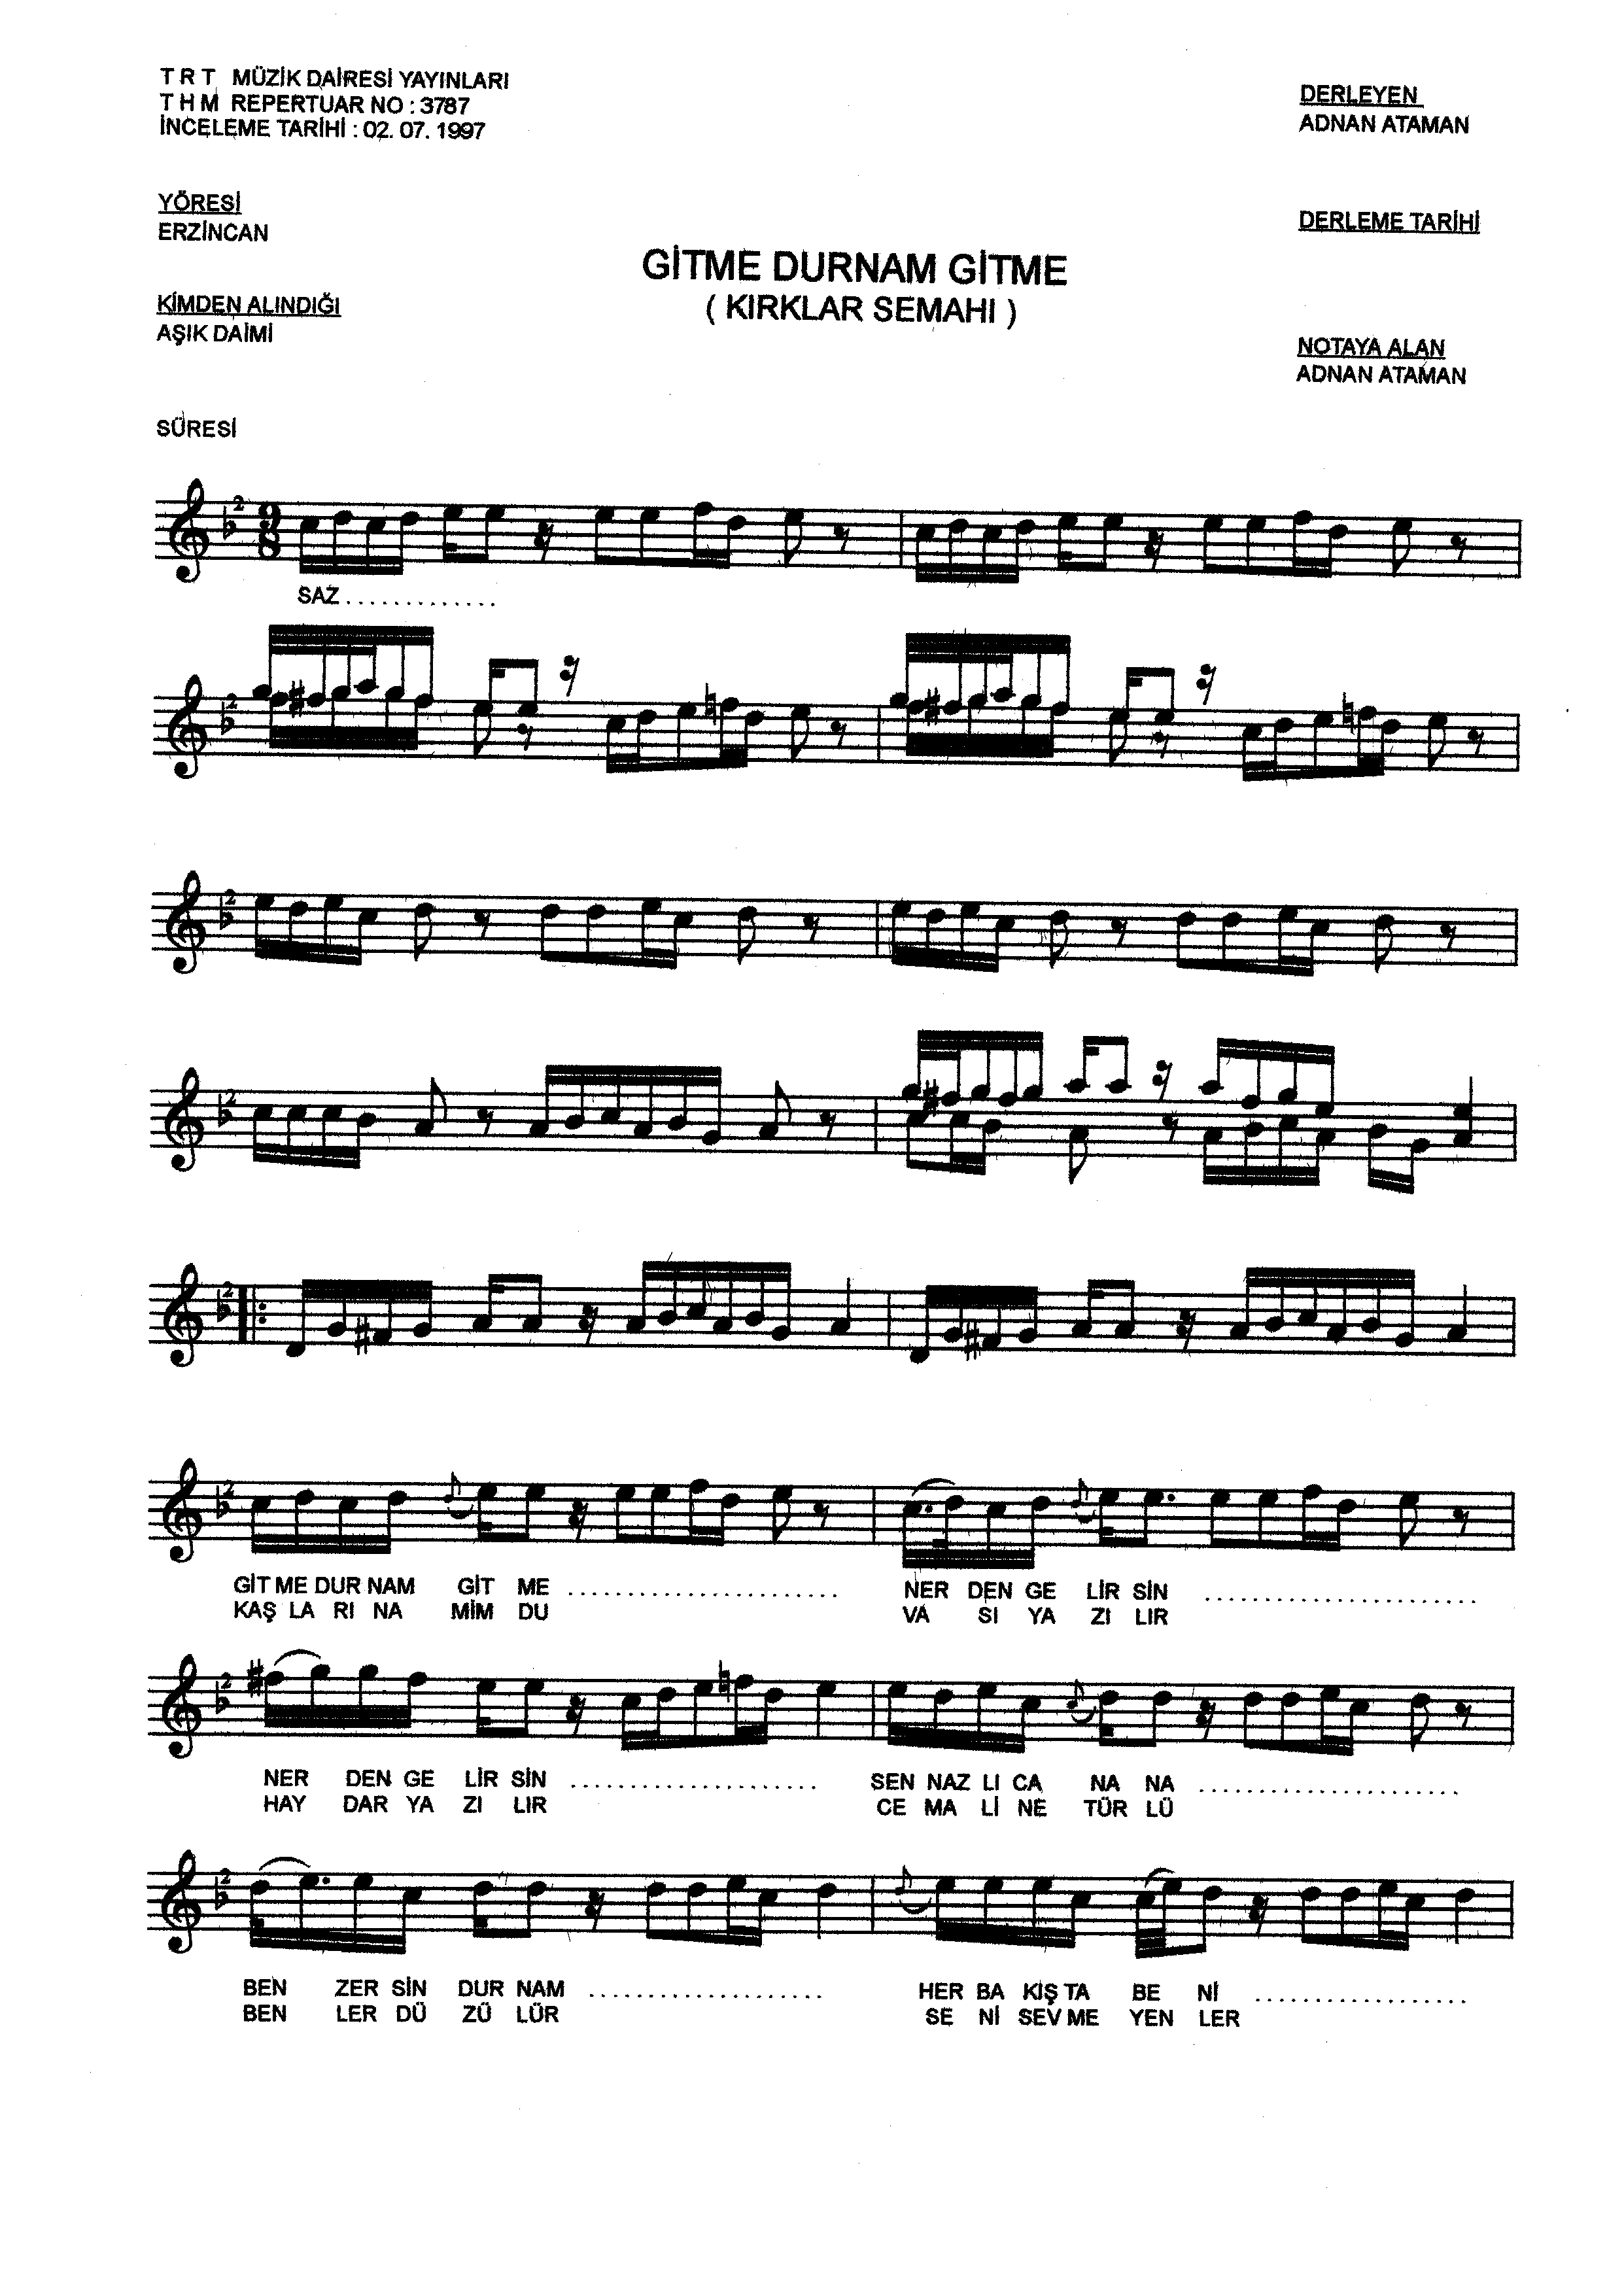 TRT MÜZİK DAİRESİ YAYINLARI
THM REPERTUAR NO : 3787
İNCELEME TARİHİ : 02. 07. 1997
DERLEYEN
ADNAN ATAMAN
YÖRESİ
ERZİNCAN
DERLEME TARİHİ
GİTME DURNAM GİTME
( KIRKLAR SEMAHI )
KİMDEN ALINDIĞI
AŞIK DAİMİ
NOTAYA ALAN
ADNAN ATAMAN
SÜRESİ
9
8
SAZ . . . . . . . . . . . . .
GİT ME DUR NAM GİT ME . . . . . . . . . . . . . . . . . . . . . . . NER DEN GE LİR SİN . . . . . . . . . . . . . . . . . . . . . . .
KAŞ LA RI NA MİM DU VA SI YA ZI LIR
NER DEN GE LİR SİN . . . . . . . . . . . . . . . . . . . . . SEN NAZ LI CA NA NA . . . . . . . . . . . . . . . . . . . . . .
HAY DAR YA ZI LIR CE MA Lİ NE TÜR LÜ
BEN ZER SİN DUR NAM . . . . . . . . . . . . . . . . . . . . HER BA KIŞ TA BE Nİ . . . . . . . . . . . . . . . . . .
BEN LER DÜ ZÜ LÜR SE Nİ SEV ME YEN LER